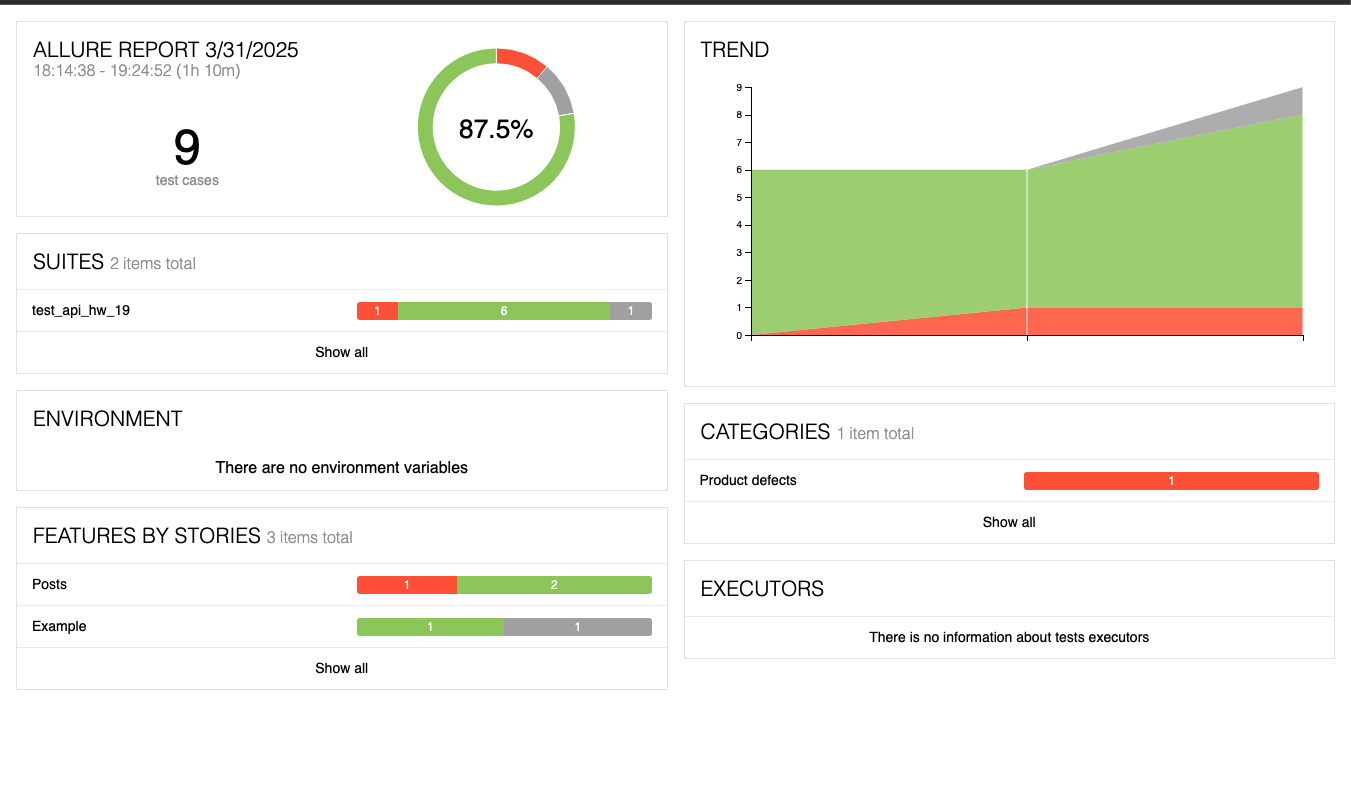 ALLURE REPORT 3/31/2025
18:14:38 - 19:24:52 (1h 10m)
9
test cases
87.5%
SUITES 2 items total
test_api_hw_19
1 6 1
Show all
ENVIRONMENT
There are no environment variables
FEATURES BY STORIES 3 items total
Posts
1 2
Example
1 1
Show all
TREND
9
8
7
6
5
4
3
2
1
0
CATEGORIES 1 item total
Product defects
1
Show all
EXECUTORS
There is no information about tests executors